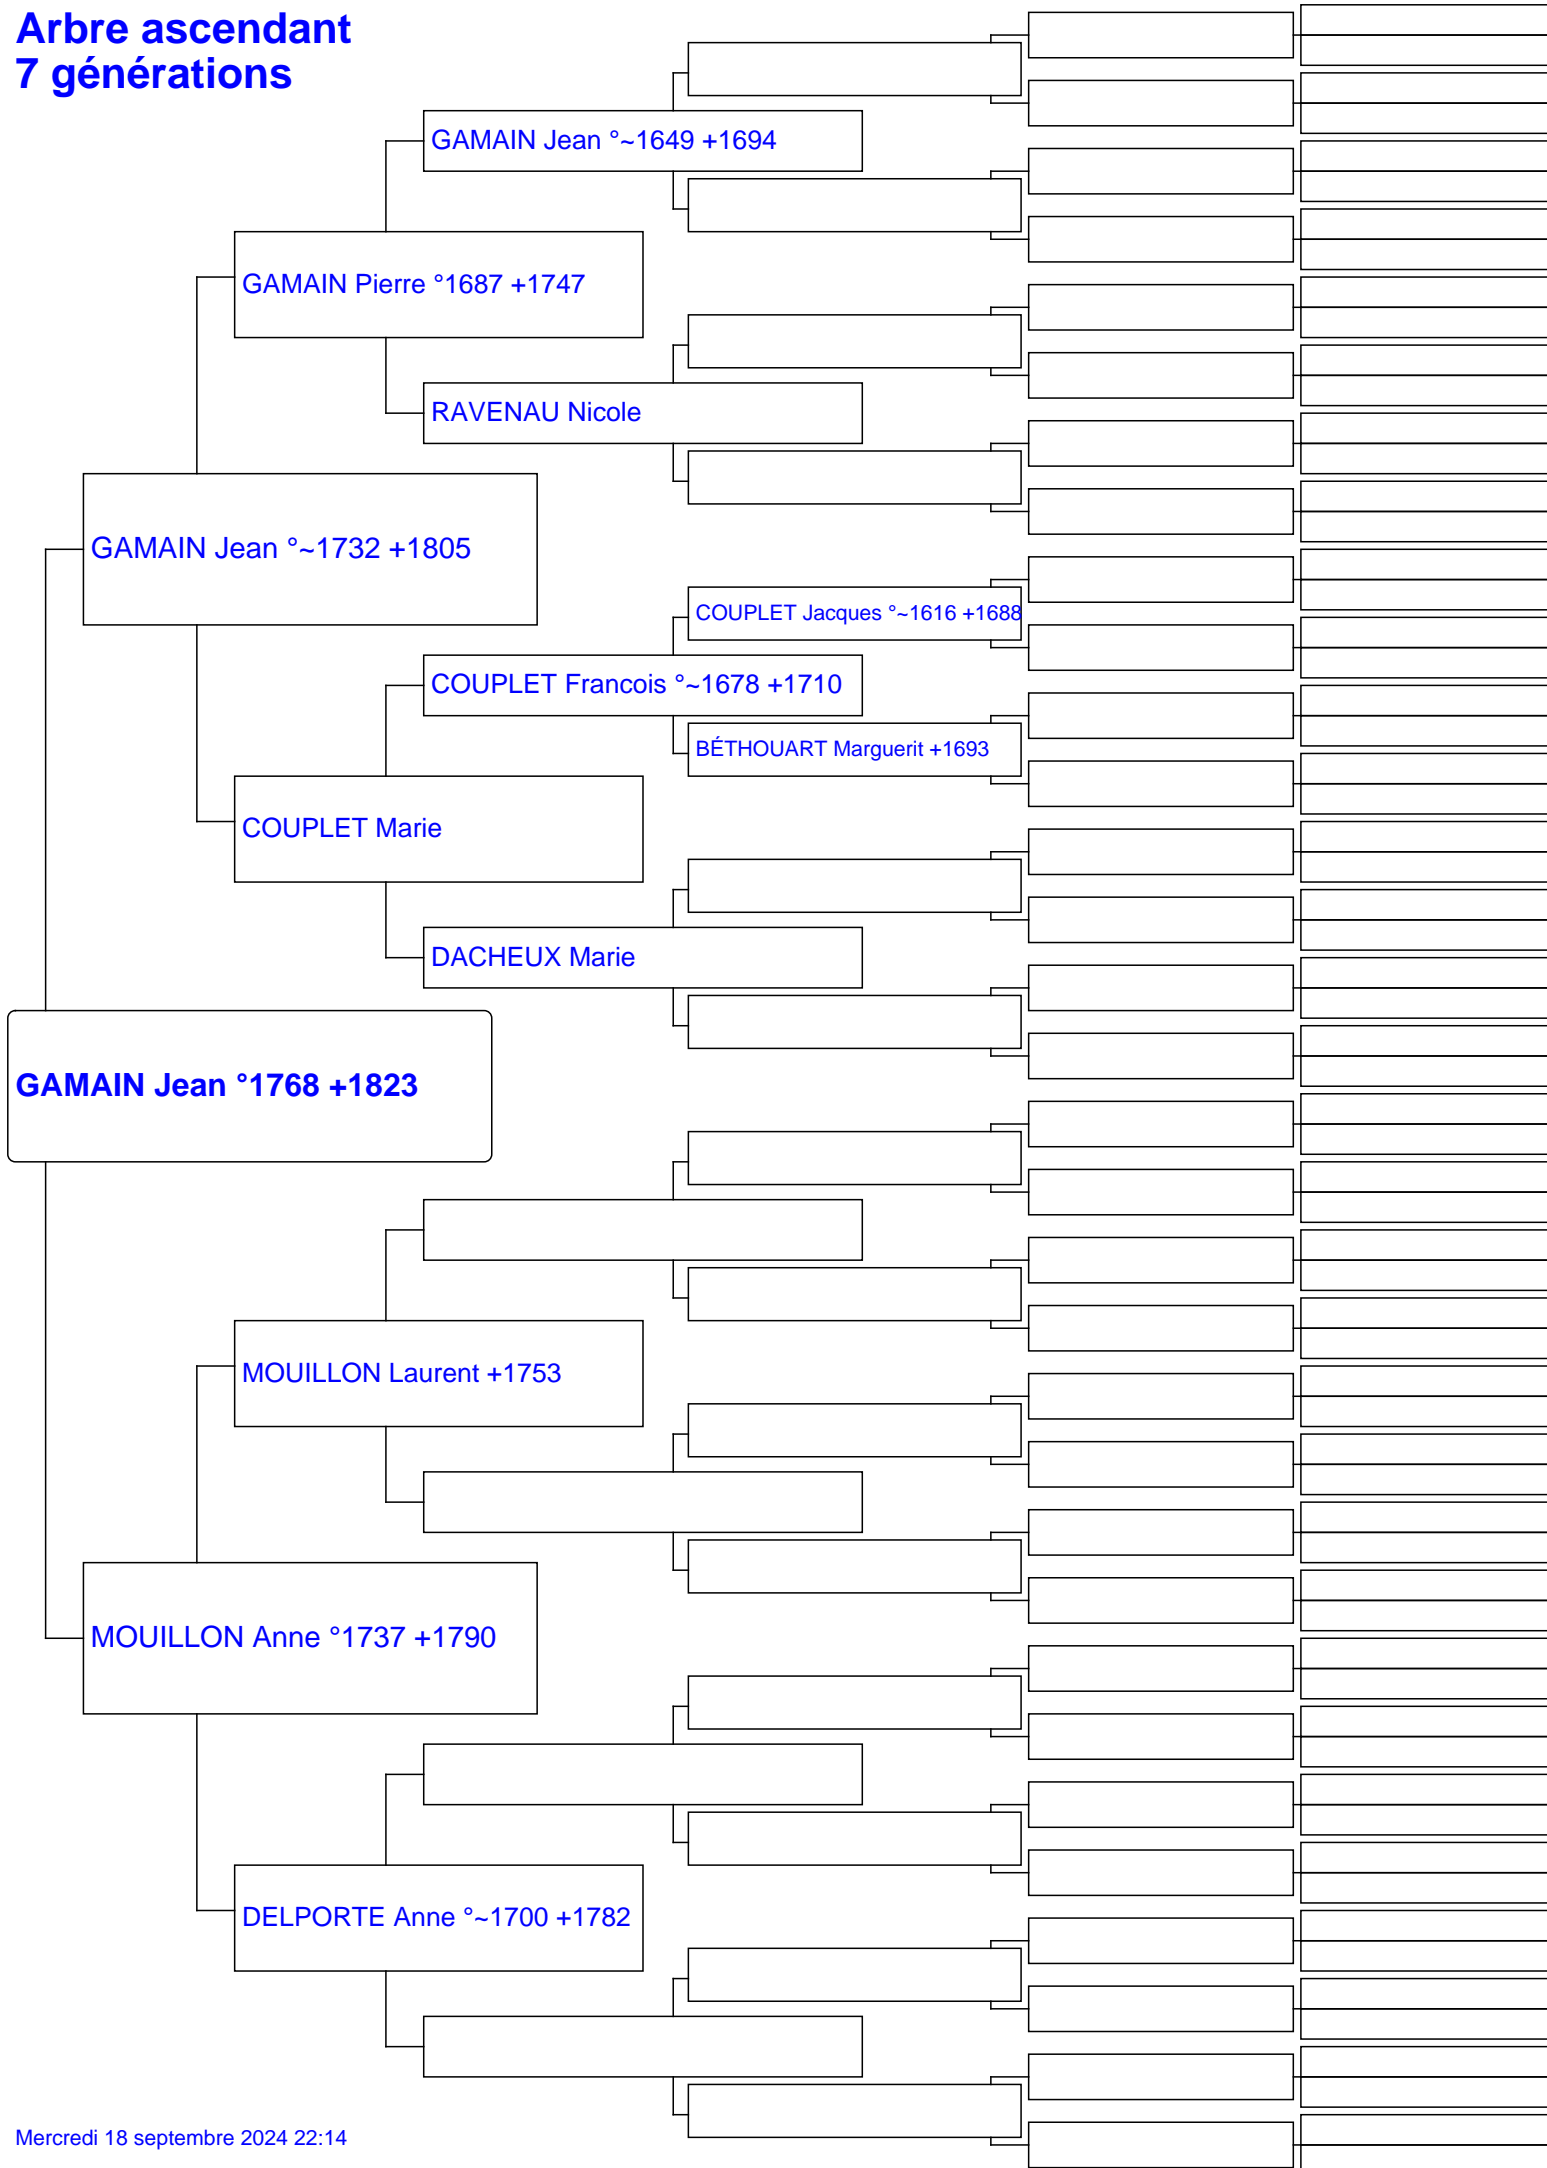 Arbre ascendant
7 générations
GAMAIN Jean °~1649 +1694
GAMAIN Pierre °1687 +1747
RAVENAU Nicole
GAMAIN Jean °~1732 +1805
COUPLET Jacques °~1616 +1688
COUPLET Francois °~1678 +1710
BÉTHOUART Marguerit +1693
COUPLET Marie
DACHEUX Marie
GAMAIN Jean °1768 +1823
MOUILLON Laurent +1753
MOUILLON Anne °1737 +1790
DELPORTE Anne °~1700 +1782
Mercredi 18 septembre 2024 22:14